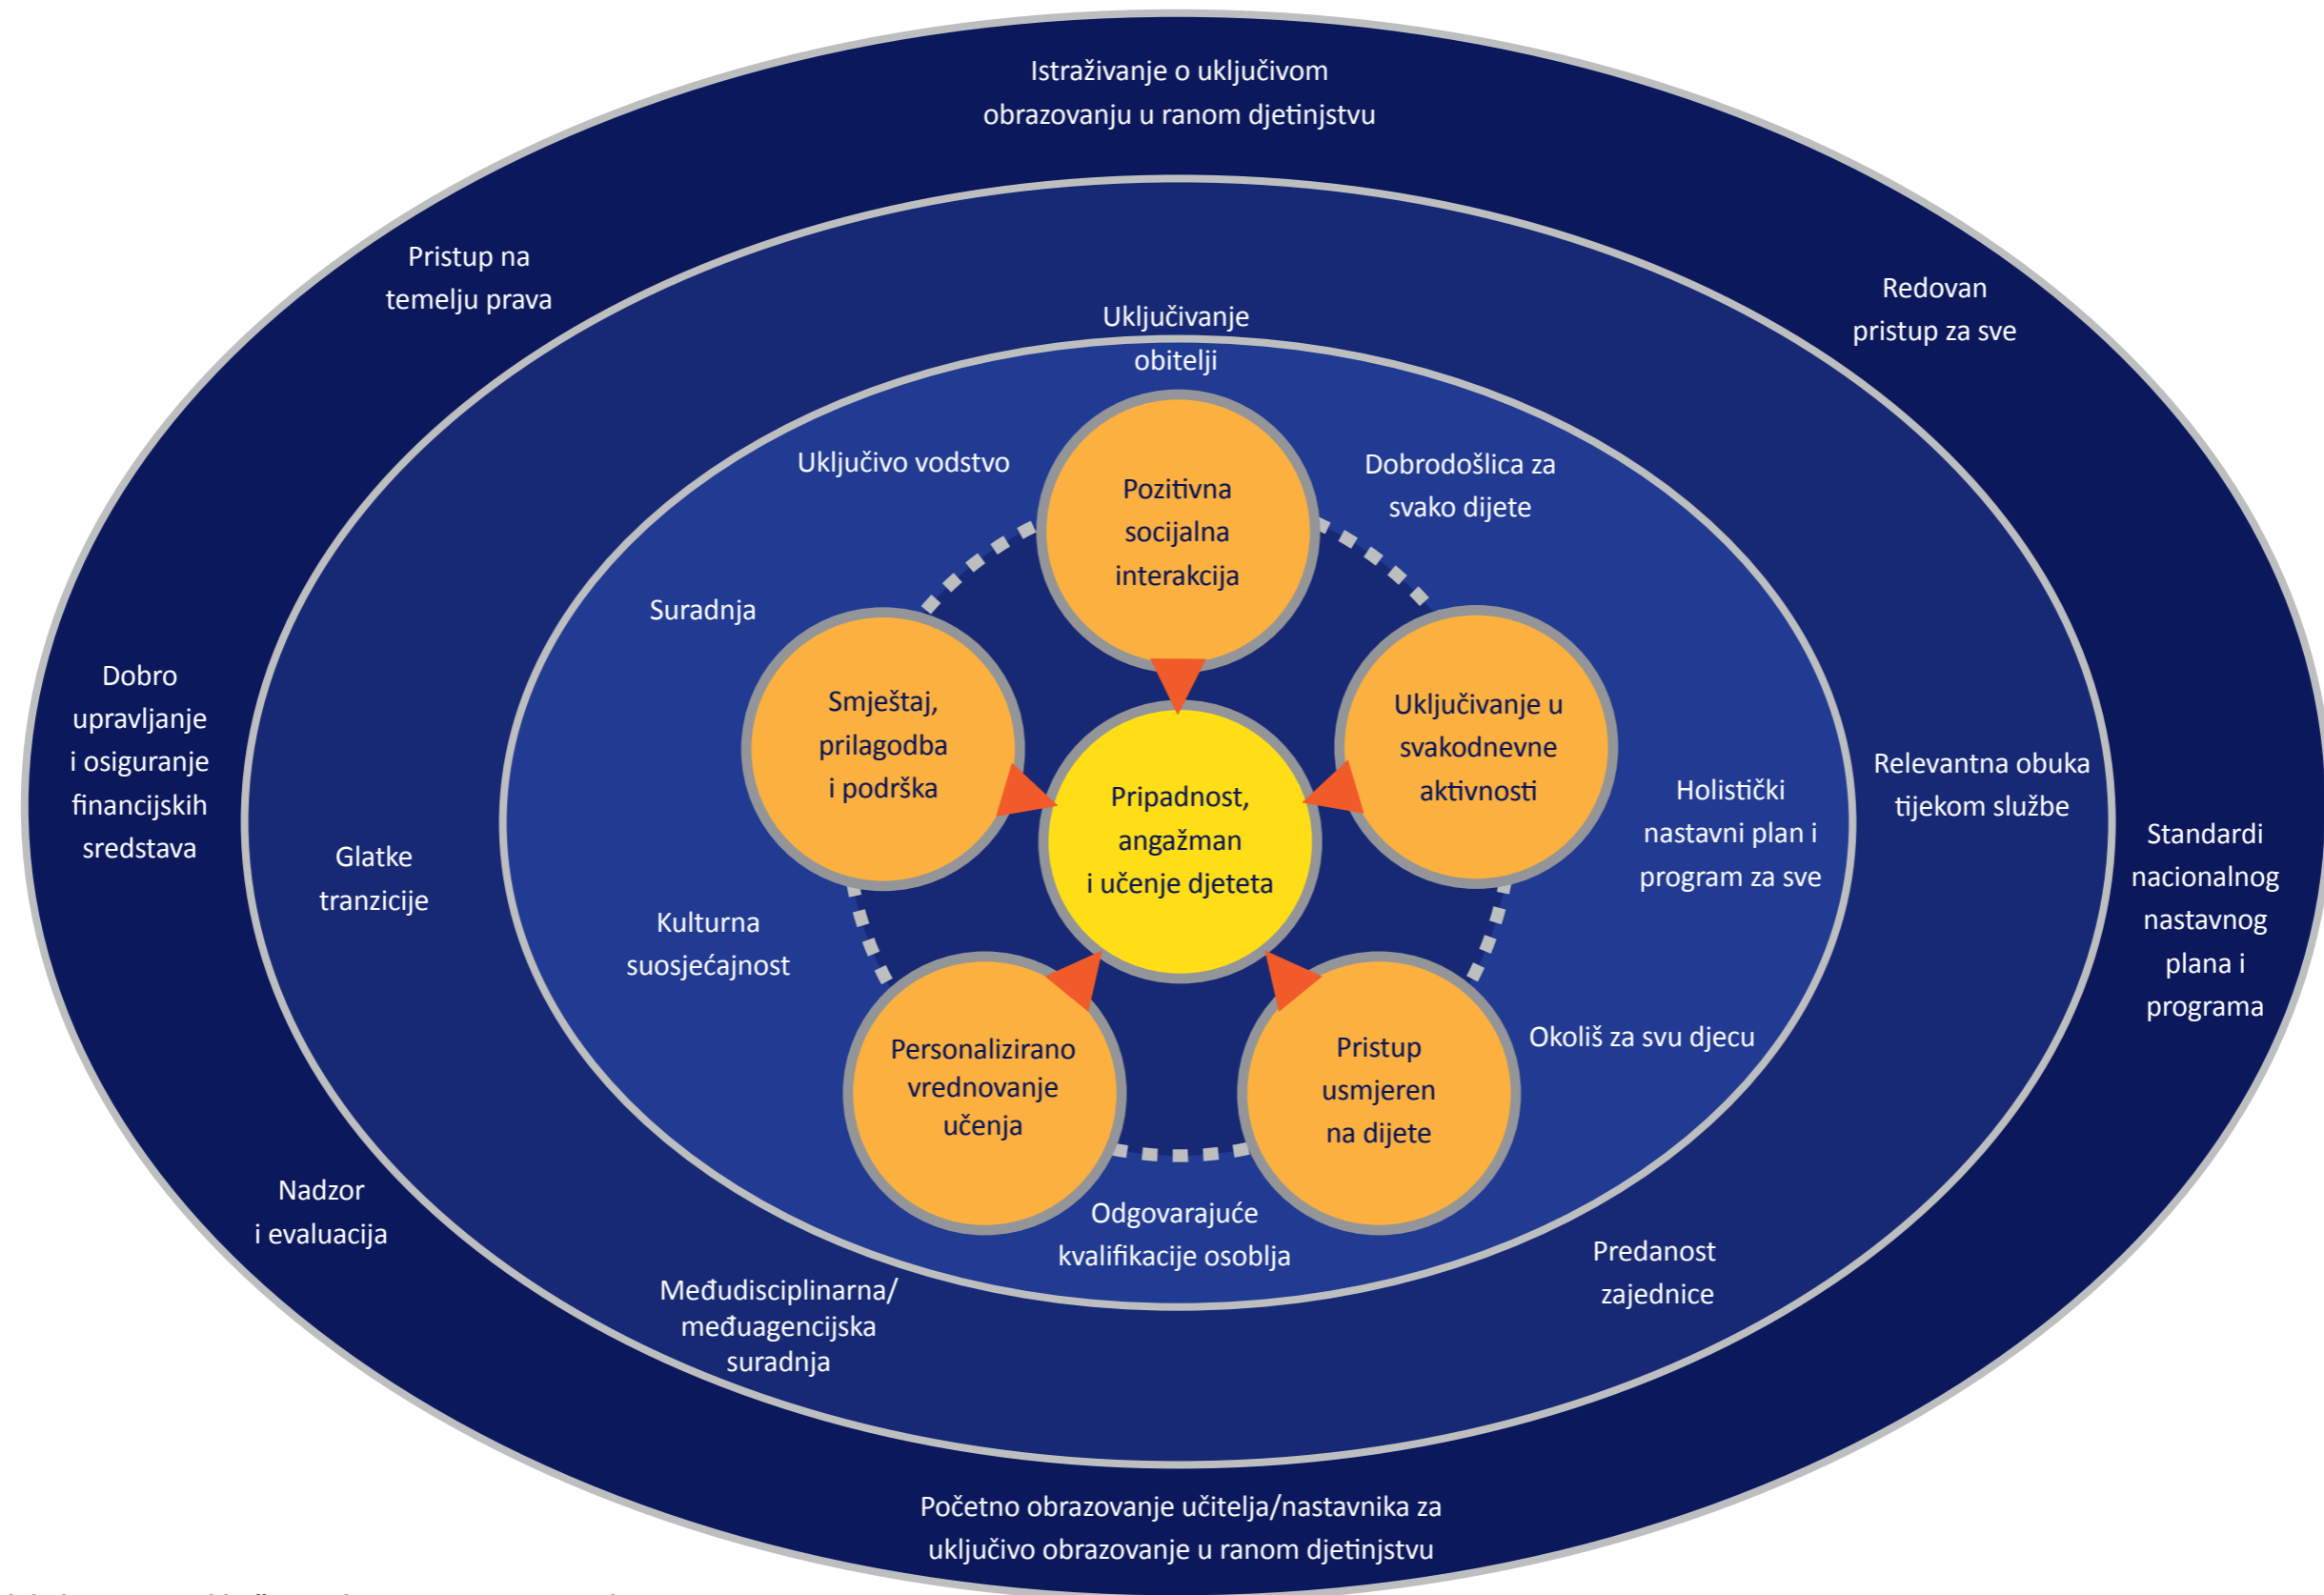 Istraživanje o uključivom
obrazovanju u ranom djetinjstvu
Pristup na
temelju prava
Redovan
pristup za sve
Uključivanje
obitelji
Uključivo vodstvo
Dobrodošlica za
svako dijete
Pozitivna
socijalna
interakcija
Suradnja
Smještaj,
prilagodba
i podrška
Uključivanje u
svakodnevne
aktivnosti
Dobro
upravljanje
i osiguranje
financijskih
sredstava
Glatke
tranzicije
Pripadnost,
angažman
i učenje djeteta
Holistički
nastavni plan i
program za sve
Relevantna obuka
tijekom službe
Standardi
nacionalnog
nastavnog
plana i
programa
Kulturna
suosjećajnost
Personalizirano
vrednovanje
učenja
Pristup
usmjeren
na dijete
Okoliš za svu djecu
Nadzor
i evaluacija
Odgovarajuće
kvalifikacije osoblja
Predanost
zajednice
Međudisciplinarna/
međuagencijska
suradnja
Početno obrazovanje učitelja/nastavnika za
uključivo obrazovanje u ranom djetinjstvu